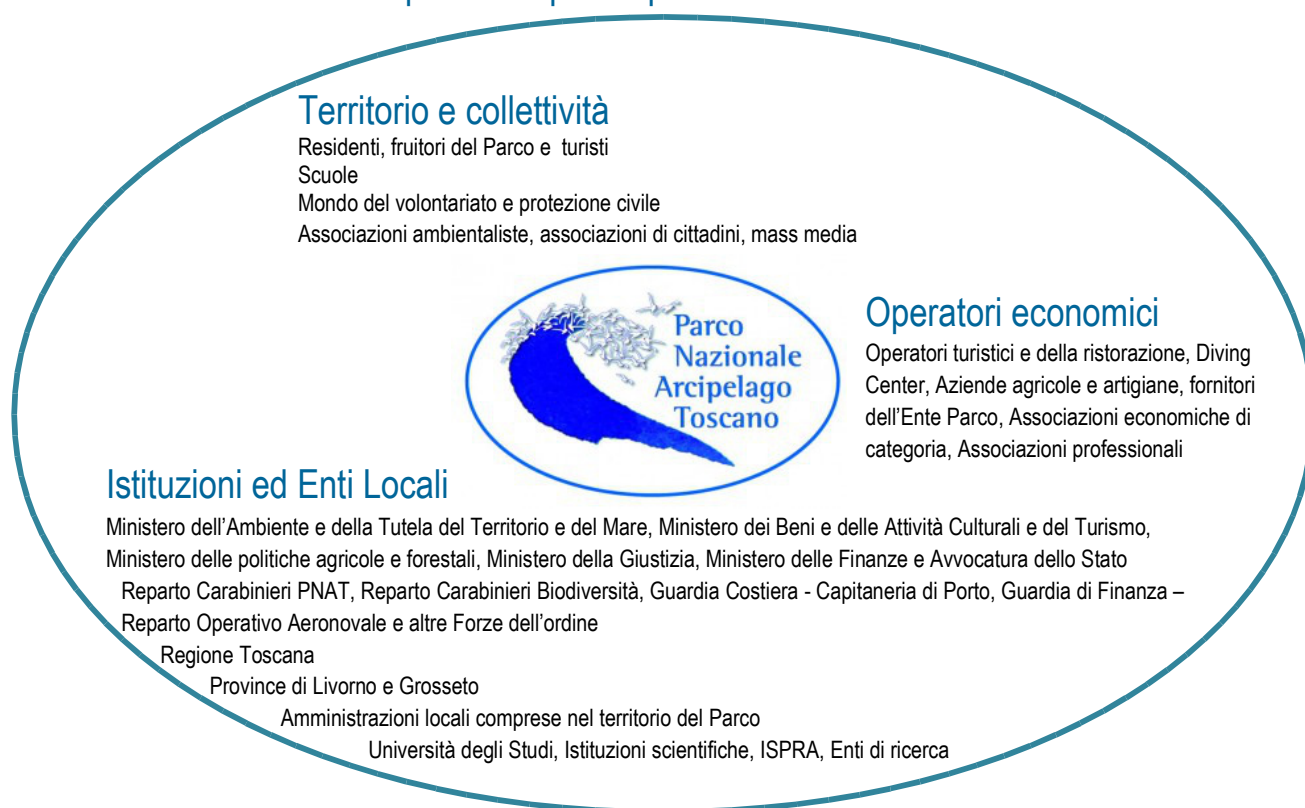 Territorio e collettività
Residenti, fruitori del Parco e turisti
Scuole
Mondo del volontariato e protezione civile
Associazioni ambientaliste, associazioni di cittadini, mass media
Parco
Nazionale
Arcipelago
Toscano
Operatori economici
Operatori turistici e della ristorazione, Diving
Center, Aziende agricole e artigiane, fornitori
dell'Ente Parco, Associazioni economiche di
categoria, Associazioni professionali
Istituzioni ed Enti Locali
Ministero dell'Ambiente e della Tutela del Territorio e del Mare, Ministero dei Beni e delle Attività Culturali e del Turismo,
Ministero delle politiche agricole e forestali, Ministero della Giustizia, Ministero delle Finanze e Avvocatura dello Stato
Reparto Carabinieri PNAT, Reparto Carabinieri Biodiversità, Guardia Costiera - Capitaneria di Porto, Guardia di Finanza –
Reparto Operativo Aeronovale e altre Forze dell'ordine
Regione Toscana
Province di Livorno e Grosseto
Amministrazioni locali comprese nel territorio del Parco
Università degli Studi, Istituzioni scientifiche, ISPRA, Enti di ricerca